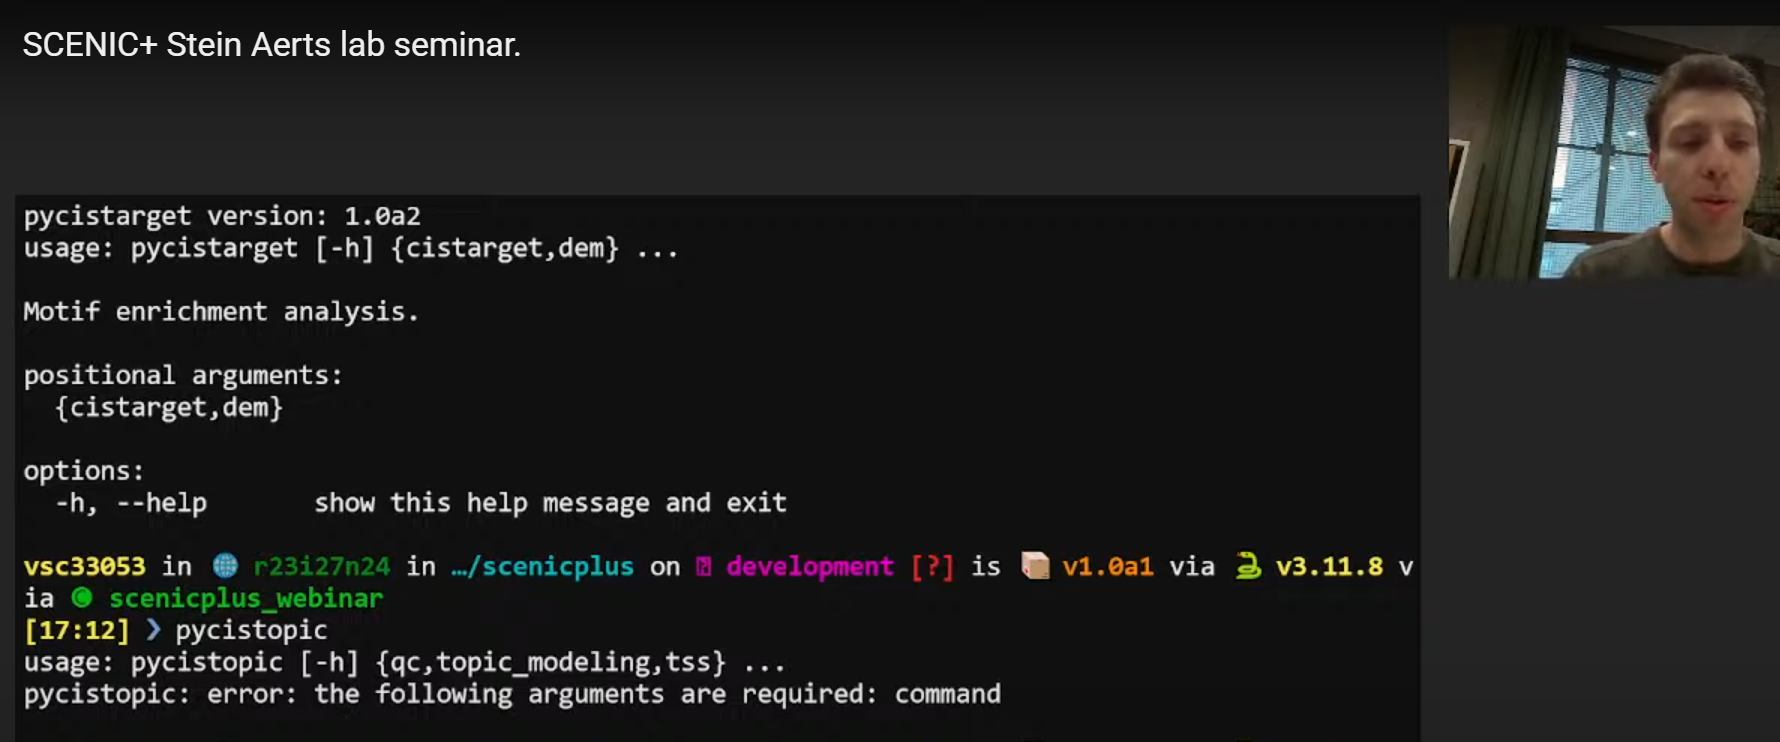 SCENIC+ Stein Aerts lab seminar.
pycistarget version: 1.0a2
usage: pycistarget [-h] {cistarget,dem} ...
Motif enrichment analysis.
positional arguments:
{cistarget,dem}
options:
-h, --help show this help message and exit
vsc33053 in r23i27n24 in …/scenicplus on development [?] is v1.0a1 via v3.11.8 v
ia scenicplus_webinar
[17:12] ❯ pycistopic
usage: pycistopic [-h] {qc,topic_modeling,tss} ...
pycistopic: error: the following arguments are required: command